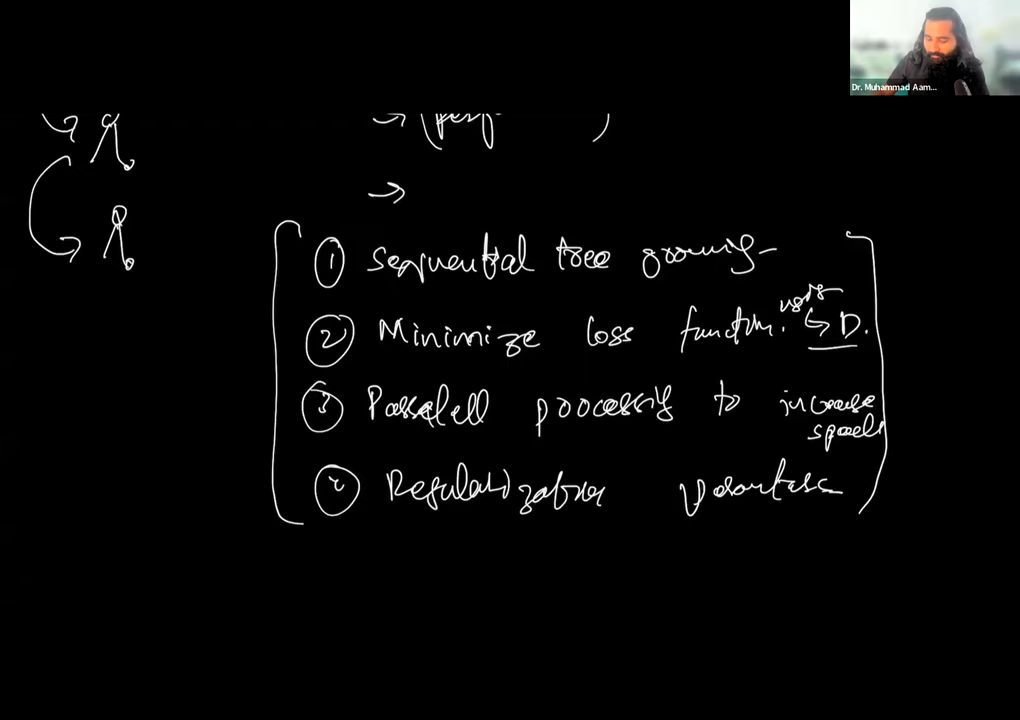 Dr. Muhammad Aam...
→
① Sequential tree growing
using
② Minimize loss function. ↳ D.
③ Parallell processing to increase
speed
④ Regularization